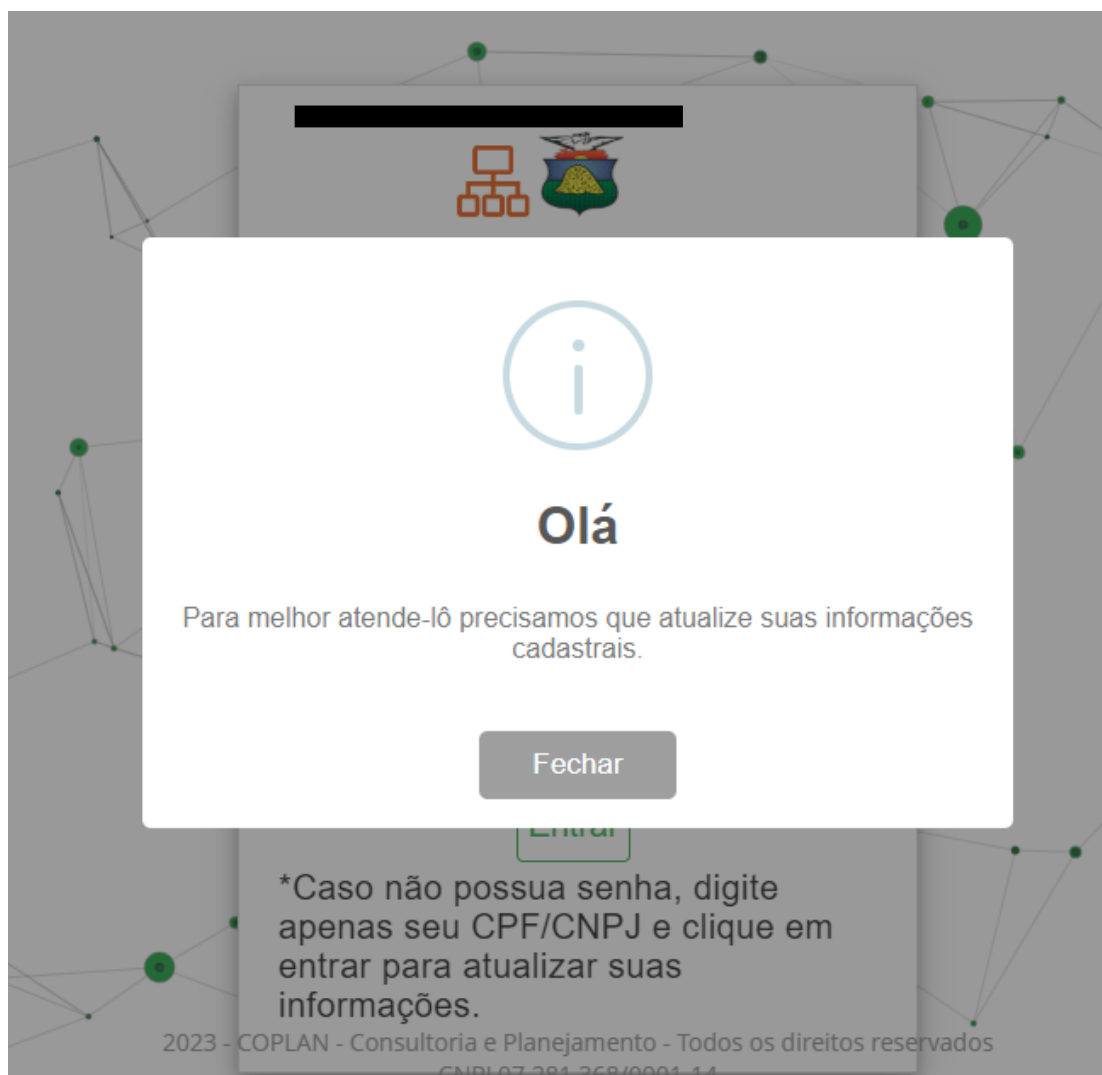 Olá
Para melhor atende-lô precisamos que atualize suas informações
cadastrais.
Fechar
Entrar
*Caso não possua senha, digite
apenas seu CPF/CNPJ e clique em
entrar para atualizar suas
informações.
2023 - COPLAN - Consultoria e Planejamento - Todos os direitos reservados